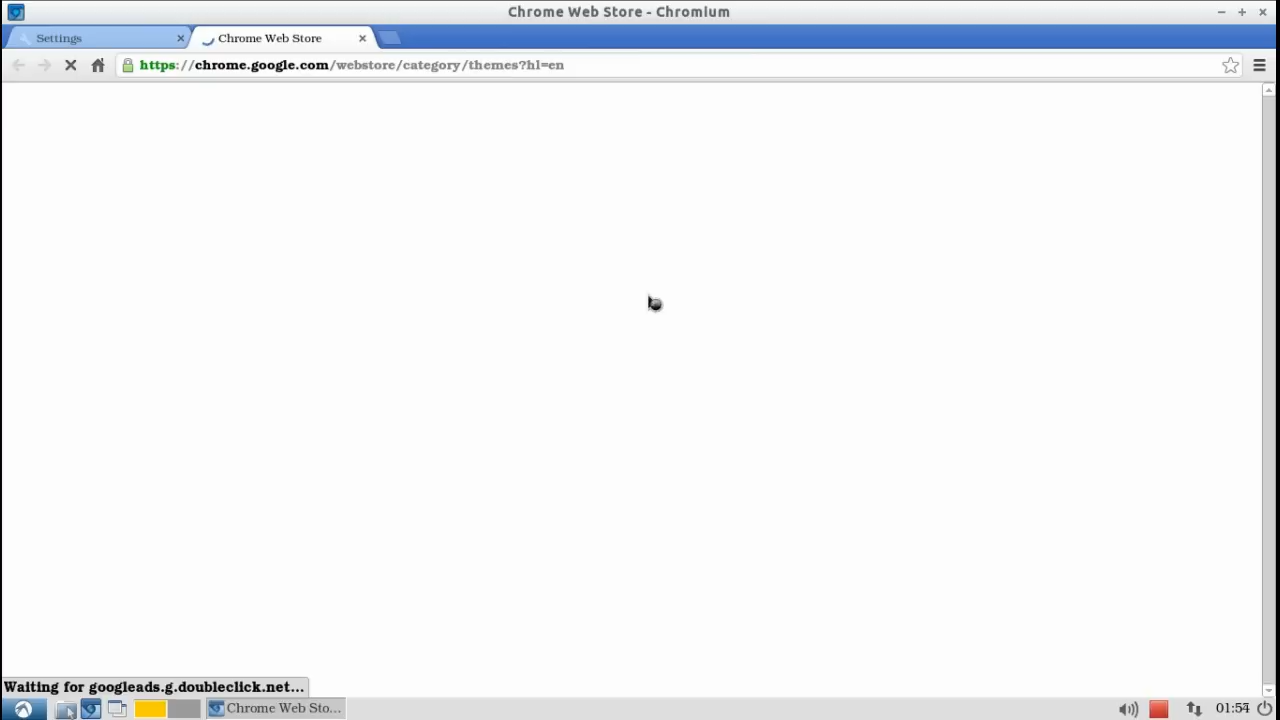 Chrome Web Store - Chromium
Settings
Chrome Web Store
https://chrome.google.com/webstore/category/themes?hl=en
Waiting for googleads.g.doubleclick.net...
Chrome Web Sto...
01:54